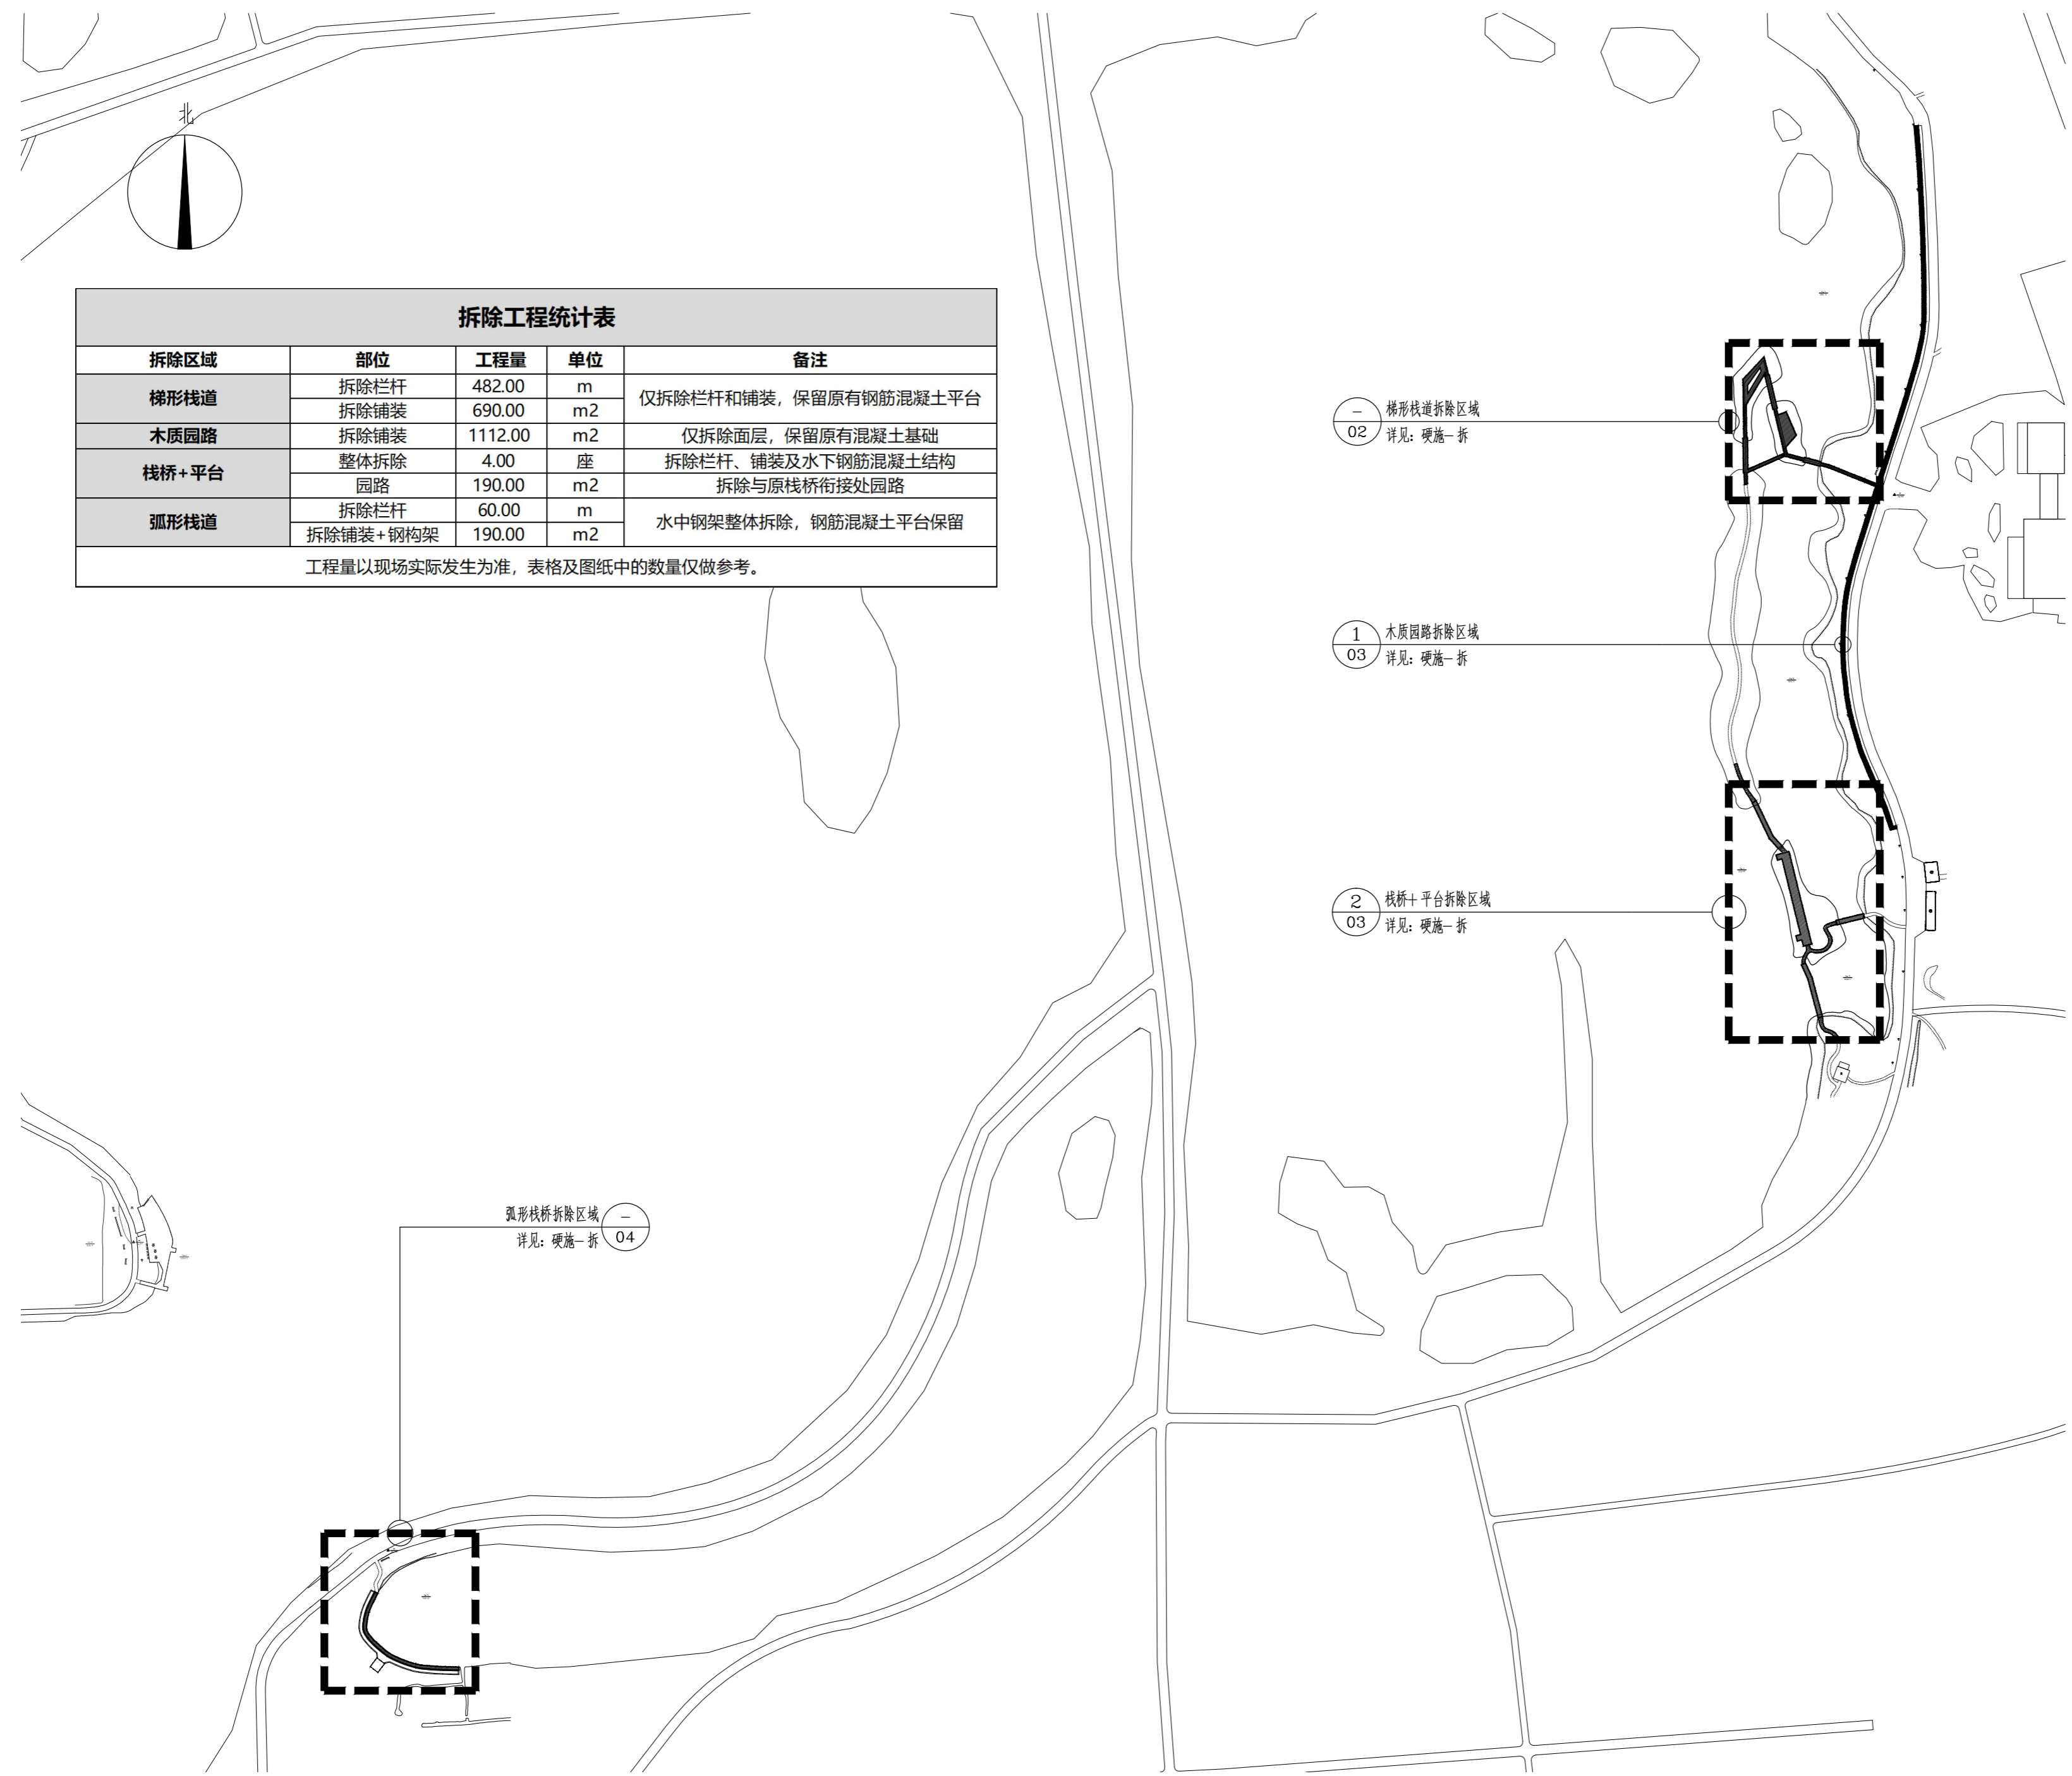 北
拆除工程统计表
拆除区域 部位 工程量 单位 备注
梯形栈道 拆除栏杆 482.00 m 仅拆除栏杆和铺装，保留原有钢筋混凝土平台
拆除铺装 690.00 m2
木质园路 拆除铺装 1112.00 m2 仅拆除面层，保留原有混凝土基础
栈桥+平台 整体拆除 4.00 座 拆除栏杆、铺装及水下钢筋混凝土结构
园路 190.00 m2 拆除与原栈桥衔接处园路
弧形栈道 拆除栏杆 60.00 m 水中钢架整体拆除，钢筋混凝土平台保留
拆除铺装+钢构架 190.00 m2
工程量以现场实际发生为准，表格及图纸中的数量仅做参考。
– 梯形栈道拆除区域
02 详见：硬施–拆
1 木质园路拆除区域
03 详见：硬施–拆
2 栈桥+平台拆除区域
03 详见：硬施–拆
弧形栈桥拆除区域 –
详见：硬施–拆 04